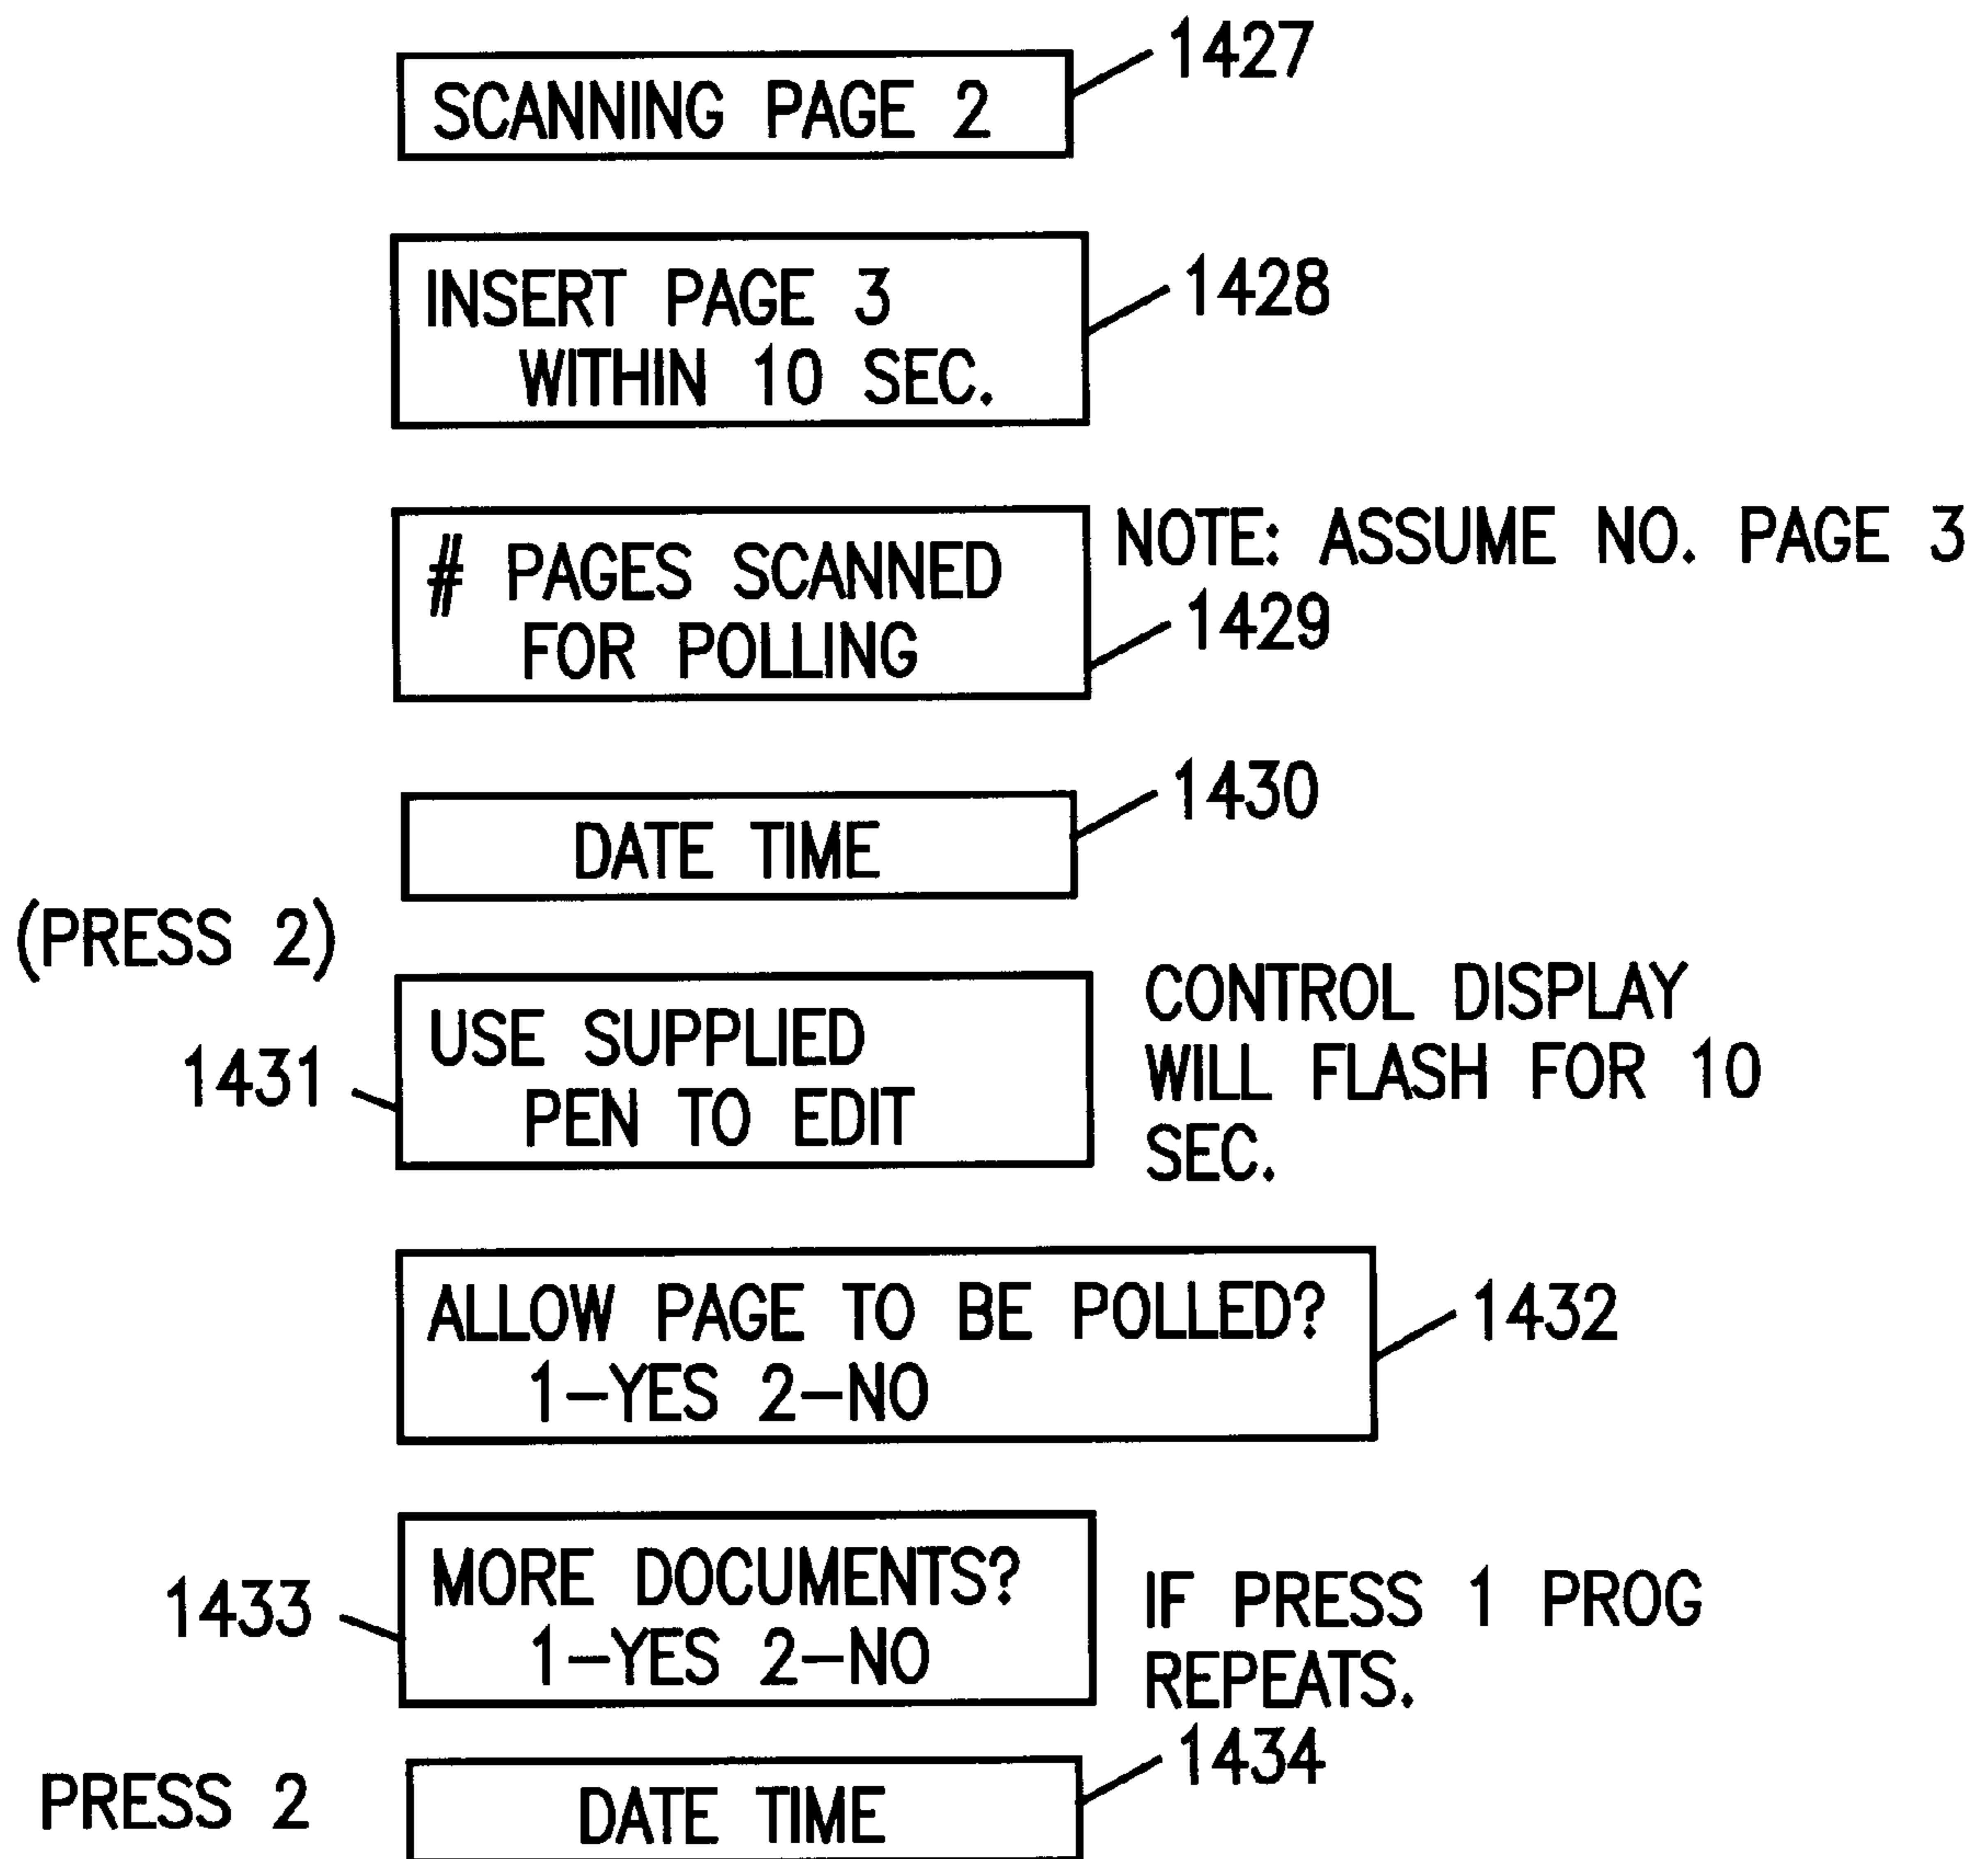 1427
SCANNING PAGE 2
INSERT PAGE 3
WITHIN 10 SEC.
1428
# PAGES SCANNED
FOR POLLING
NOTE: ASSUME NO. PAGE 3
1429
1430
DATE TIME
(PRESS 2)
1431
USE SUPPLIED
PEN TO EDIT
CONTROL DISPLAY
WILL FLASH FOR 10
SEC.
ALLOW PAGE TO BE POLLED?
1-YES 2-NO
1432
1433
MORE DOCUMENTS?
1-YES 2-NO
IF PRESS 1 PROG
REPEATS.
1434
PRESS 2
DATE TIME